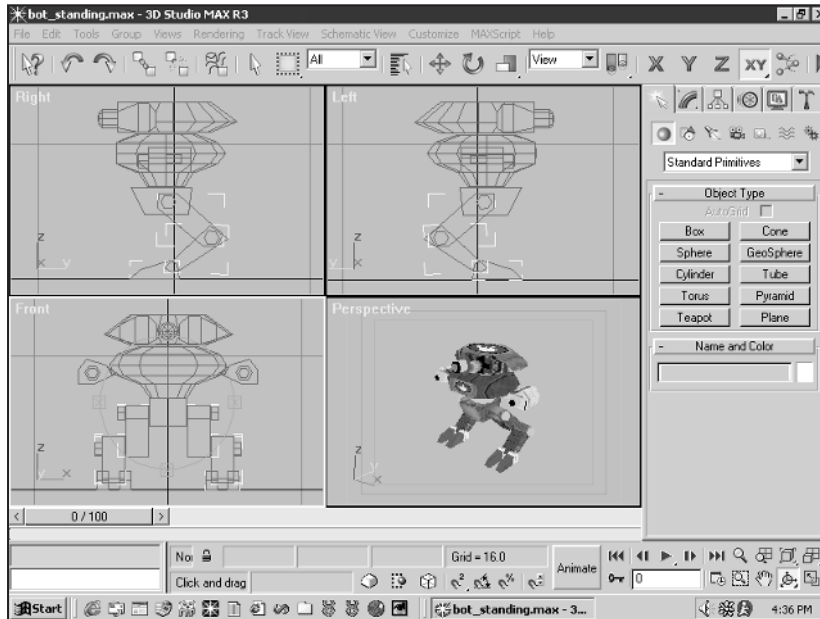 bot_standing.max - 3D Studio MAX R3
File Edit Tools Group Views Rendering Track View Schematic View Customize MAXScript Help
All
View
X Y Z XY
Right
Left
Standard Primitives
- Object Type
AutoGrid
Box Cone
Sphere GeoSphere
Cylinder Tube
Torus Pyramid
Teapot Plane
- Name and Color
z
x y
z
y x
Front
Perspective
z
y x
z
y
x
< 0 / 100 >
Grid = 16.0
Animate
Click and drag
0
Start
bot_standing.max - 3...
4:36 PM